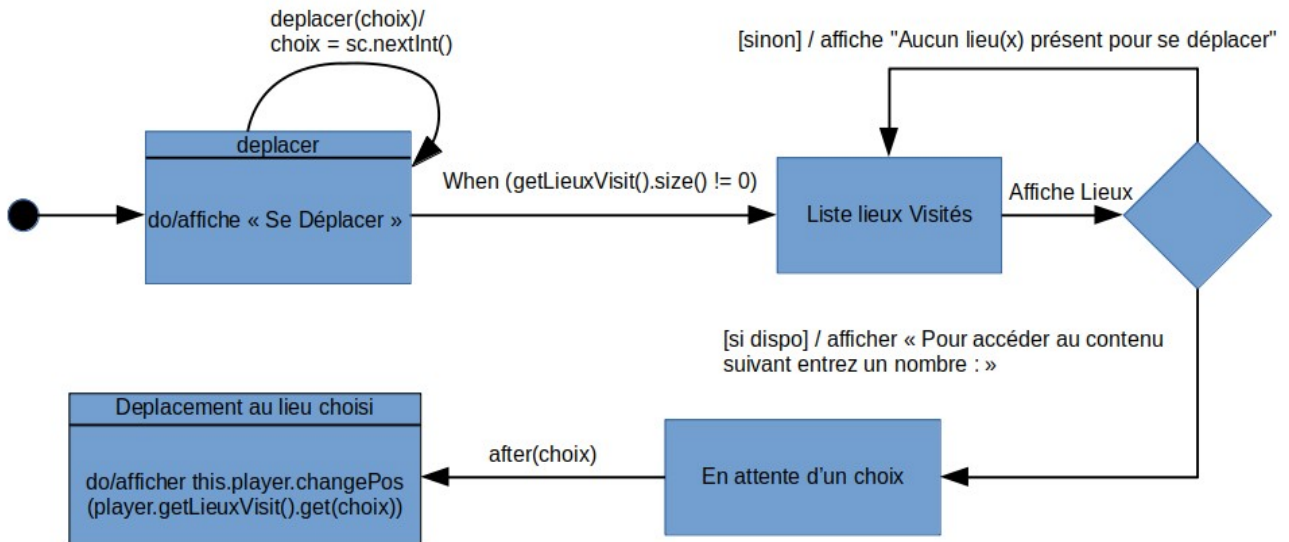 deplacer(choix)/
choix = sc.nextInt()
[sinon] / affiche "Aucun lieu(x) présent pour se déplacer"
deplacer
do/affiche « Se Déplacer »
When (getLieuxVisit().size() != 0)
Liste lieux Visités
Affiche Lieux
[si dispo] / afficher « Pour accéder au contenu
suivant entrez un nombre : »
En attente d'un choix
after(choix)
Deplacement au lieu choisi
do/afficher this.player.changePos
(player.getLieuxVisit().get(choix))